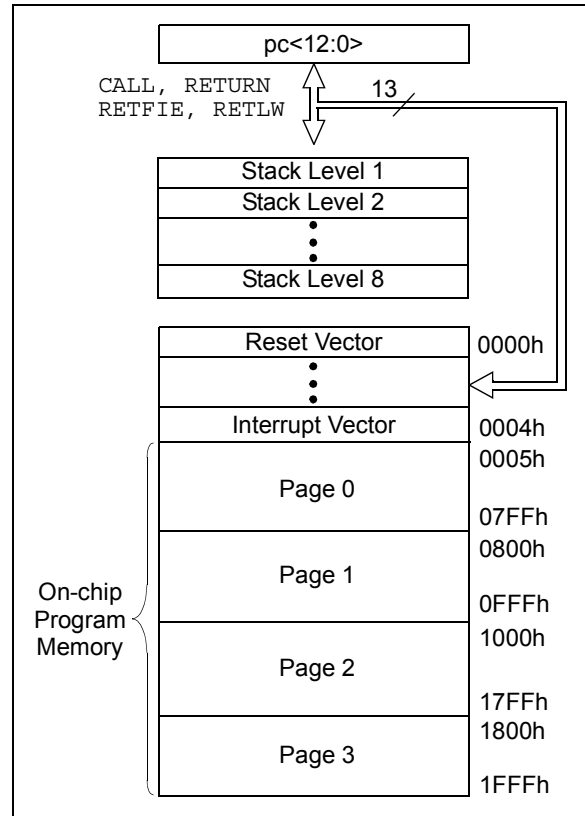 pc<12:0>
CALL, RETURN
RETFIE, RETLW
13
Stack Level 1
Stack Level 2
Stack Level 8
Reset Vector
0000h
Interrupt Vector
0004h
0005h
Page 0
07FFh
0800h
Page 1
0FFFh
On-chip
Program
Memory
1000h
Page 2
17FFh
1800h
Page 3
1FFFh